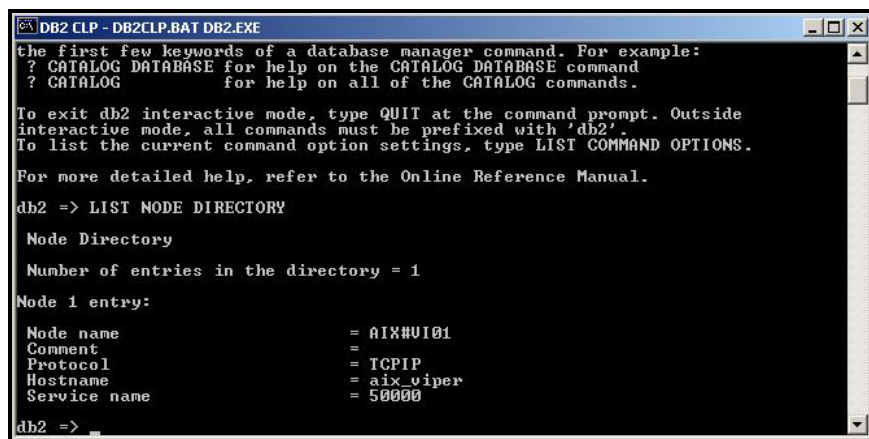 DB2 CLP - DB2CLP.BAT DB2.EXE
the first few keywords of a database manager command. For example:
? CATALOG DATABASE for help on the CATALOG DATABASE command
? CATALOG          for help on all of the CATALOG commands.
To exit db2 interactive mode, type QUIT at the command prompt. Outside
interactive mode, all commands must be prefixed with 'db2'.
To list the current command option settings, type LIST COMMAND OPTIONS.
For more detailed help, refer to the Online Reference Manual.
db2 => LIST NODE DIRECTORY
Node Directory
Number of entries in the directory = 1
Node 1 entry:
Node name                      = AIX#VI01
Comment                        =
Protocol                       = TCPIP
Hostname                       = aix_viper
Service name                   = 50000
db2 => _